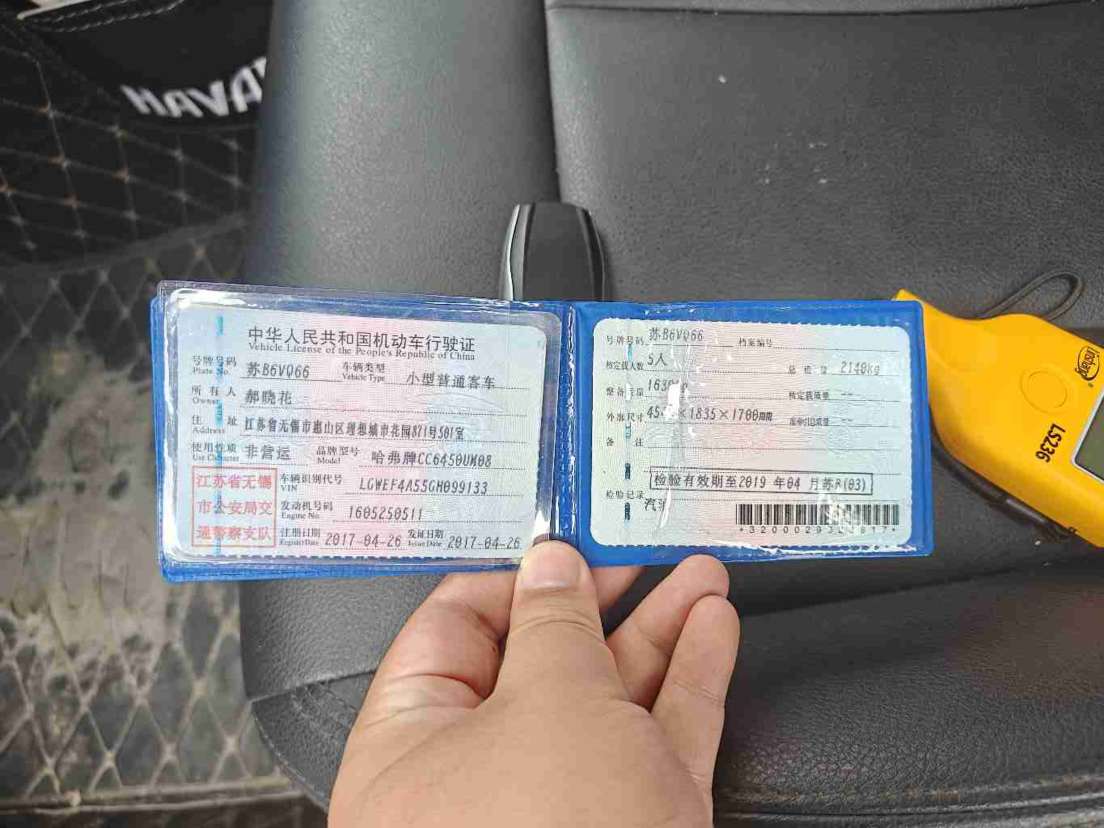 HAVAL
中华人民共和国机动车行驶证
Vehicle License of the People's Republic of China
号牌号码 苏B6VQ66 车辆类型 小型普通客车
Plate No. Vehicle Type
所有人 郝晓花
Owner
住址 江苏省无锡市惠山区理想城市花园871号501室
Address
使用性质 非营运 品牌型号 哈弗牌CC6450UM08
Use Character Model
江苏省无锡
市公安局交
通警察支队
车辆识别代号 LGWEF4A55GH099133
VIN
发动机号码 1605250511
Engine No.
注册日期 2017-04-26 发证日期 2017-04-26
Register Date Issue Date
号牌号码 苏B6VQ66 档案编号
核定载人数 5人 总质量 2140kg
整备质量 核定载质量 --
外廓尺寸 ×1835×1700mm --
备注
检验有效期至2019年04月苏B(03)
检验记录
instang
LS236